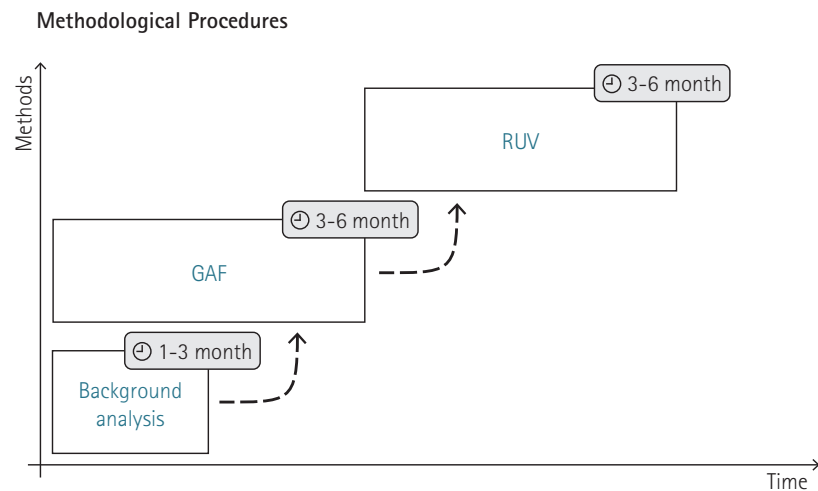 Methodological Procedures
Methods
3-6 month
RUV
3-6 month
GAF
1-3 month
Background
analysis
Time